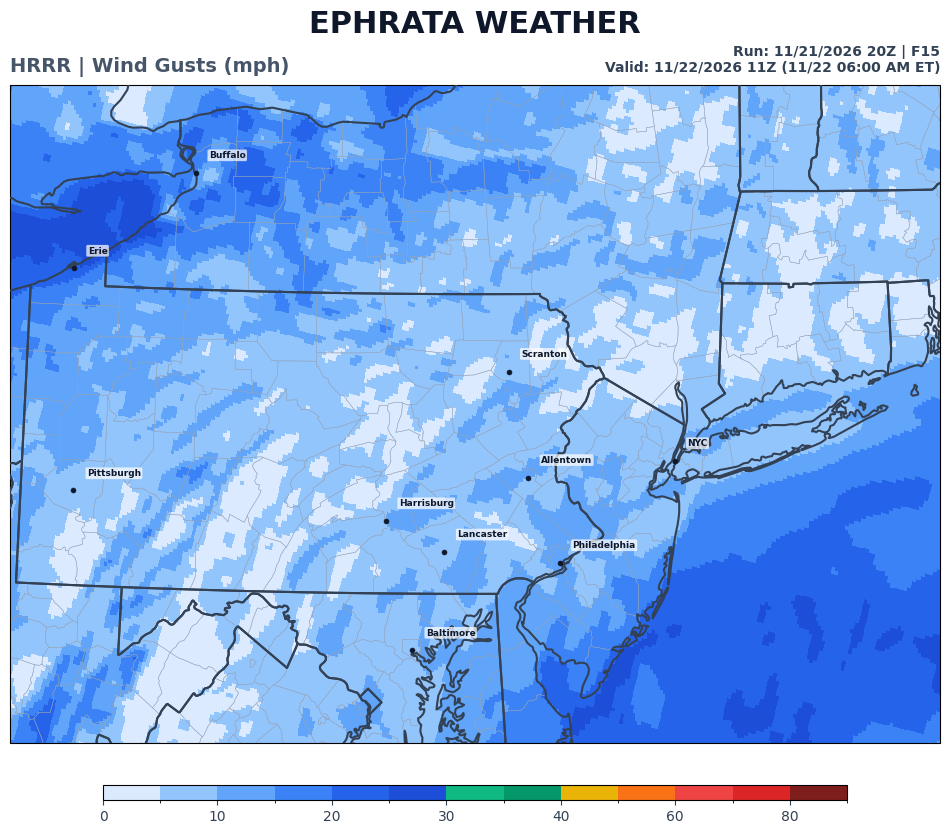 EPHRATA WEATHER
HRRR | Wind Gusts (mph)
Run: 11/21/2026 20Z | F15
Valid: 11/22/2026 11Z (11/22 06:00 AM ET)
Buffalo
Erie
Scranton
NYC
Pittsburgh
Allentown
Harrisburg
Lancaster
Philadelphia
Baltimore
0 10 20 30 40 60 80